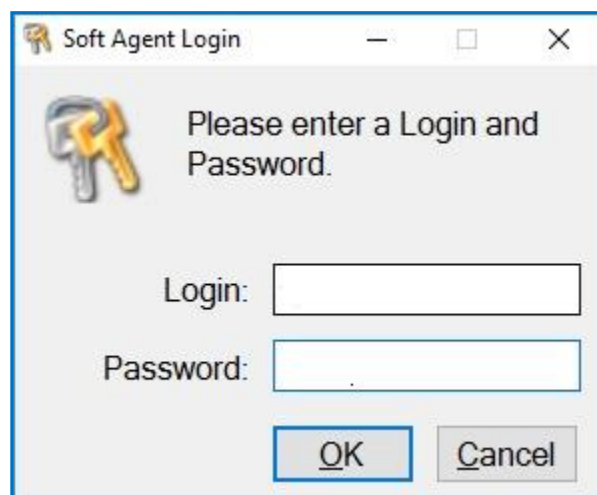 Soft Agent Login
Please enter a Login and
Password.
Login:
Password:
OK
Cancel